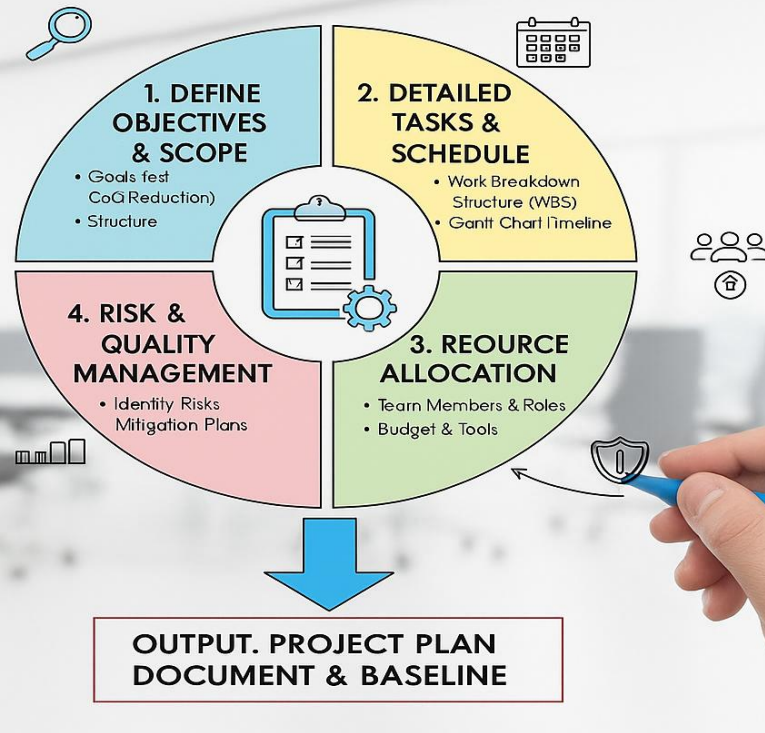 1. DEFINE
OBJECTIVES
& SCOPE
• Goals fest
CoG Reduction)
• Structure
2. DETAILED
TASKS &
SCHEDULE
• Work Breakdown
Structure (WBS)
• Gantt Chart
3. REOURCE
ALLOCATION
• Team Members & Roles
• Budget & Tools
4. RISK &
QUALITY
MANAGEMENT
• Identity Risks
Mitigation Plans
OUTPUT. PROJECT PLAN
DOCUMENT & BASELINE